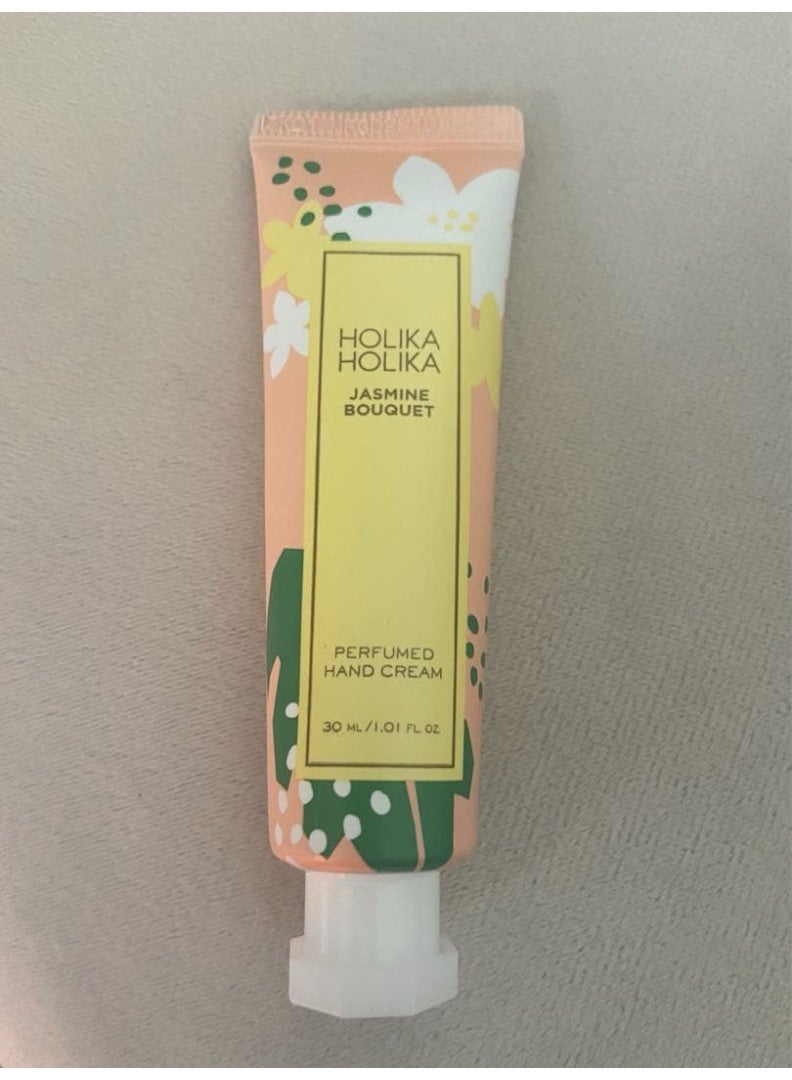 HOLIKA
HOLIKA
JASMINE
BOUQUET
PERFUMED
HAND CREAM
30 ML/1.01 FL OZ.